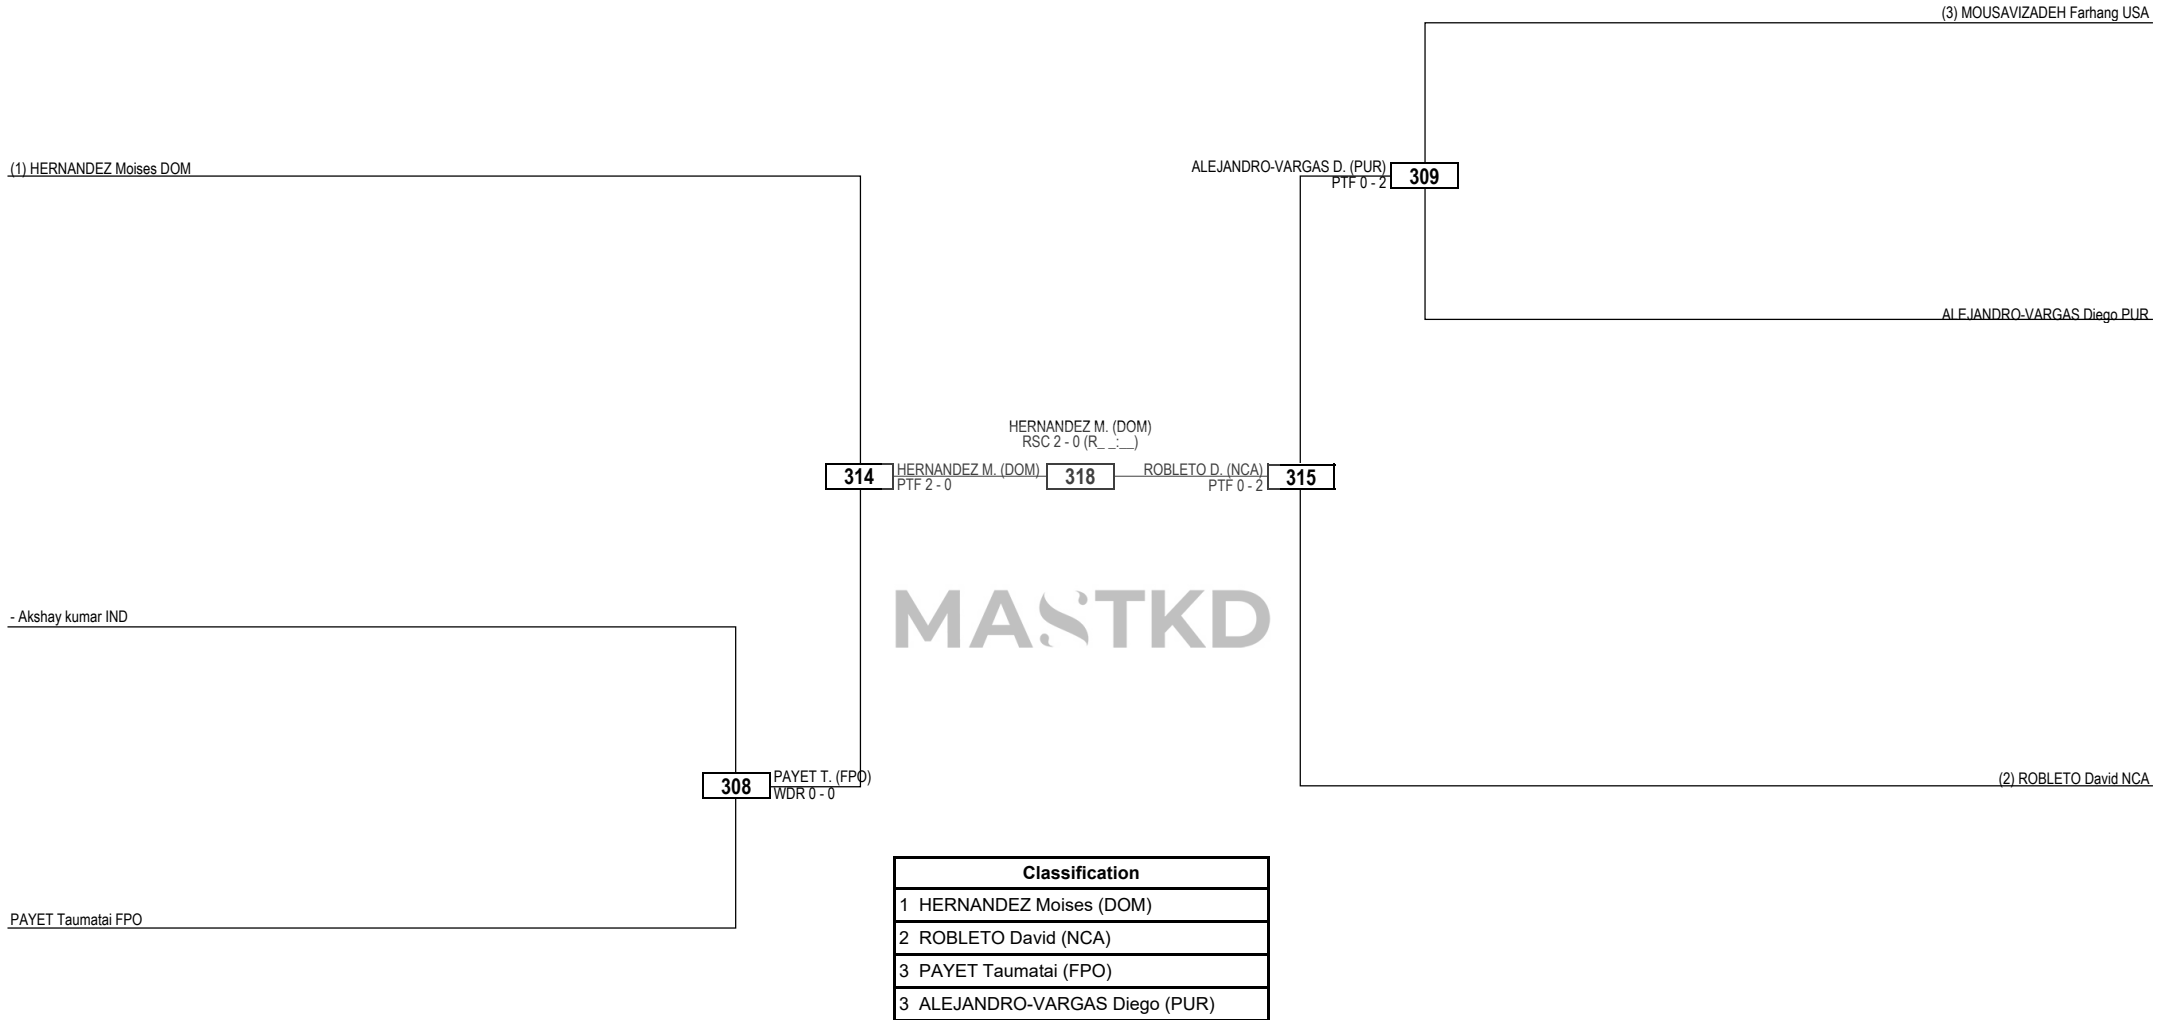 (3) MOUSAVIZADEH Farhang USA
(1) HERNANDEZ Moises DOM
ALEJANDRO-VARGAS D. (PUR)
PTF 0 - 2
309
ALEJANDRO-VARGAS Diego PUR
HERNANDEZ M. (DOM)
RSC 2 - 0 (R_ _:__)
314
HERNANDEZ M. (DOM)
PTF 2 - 0
318
ROBLETO D. (NCA)
PTF 0 - 2
315
- Akshay kumar IND
MASTKD
308
PAYET T. (FPO)
WDR 0 - 0
(2) ROBLETO David NCA
PAYET Taumatai FPO
Classification
1 HERNANDEZ Moises (DOM)
2 ROBLETO David (NCA)
3 PAYET Taumatai (FPO)
3 ALEJANDRO-VARGAS Diego (PUR)